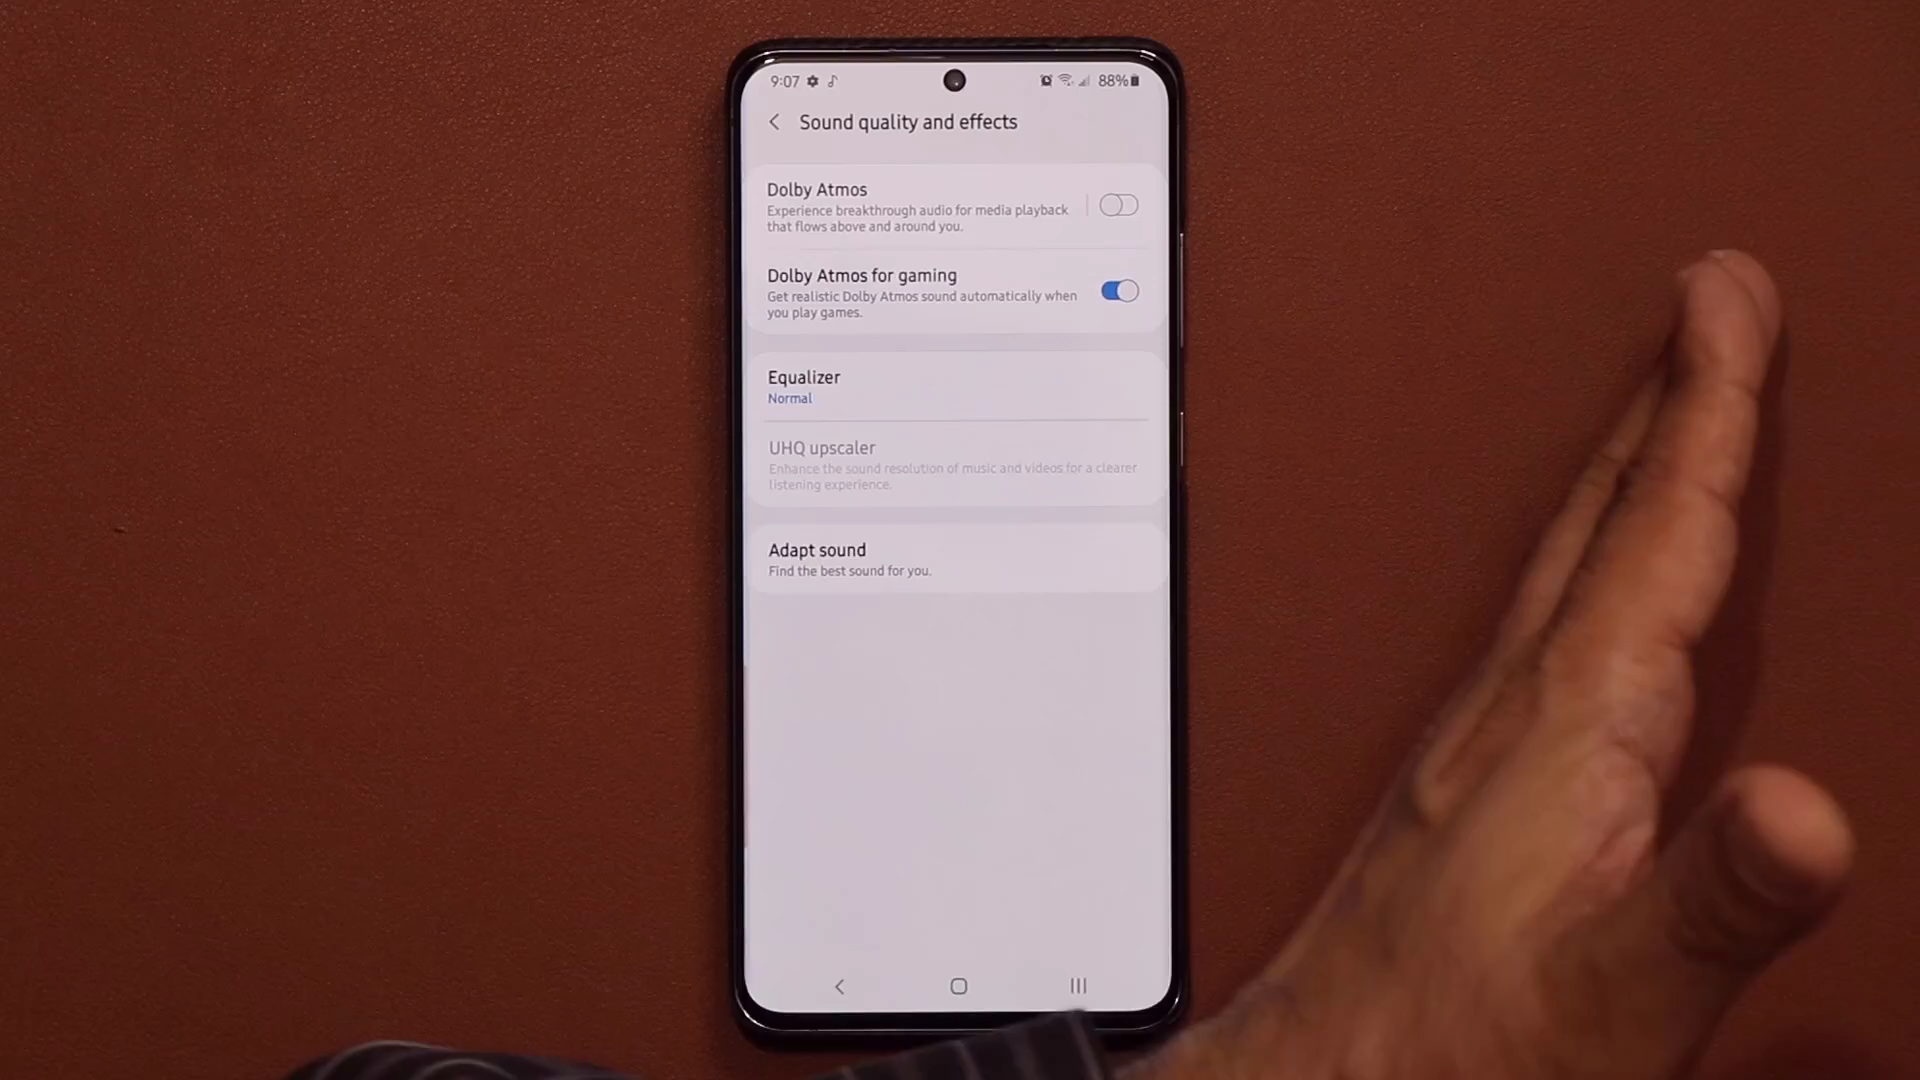 9:07 88%
Sound quality and effects
Dolby Atmos
Experience breakthrough audio for media playback
that flows above and around you.
Dolby Atmos for gaming
Get realistic Dolby Atmos sound automatically when
you play games.
Equalizer
Normal
UHQ upscaler
Enhance the sound resolution of music and videos for a clearer
listening experience.
Adapt sound
Find the best sound for you.